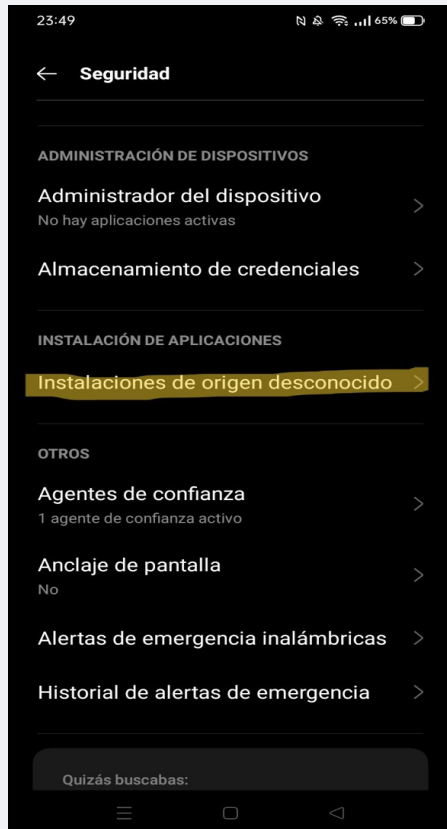 23:49
65%
Seguridad
ADMINISTRACIÓN DE DISPOSITIVOS
Administrador del dispositivo
No hay aplicaciones activas
Almacenamiento de credenciales
INSTALACIÓN DE APLICACIONES
Instalaciones de origen desconocido
OTROS
Agentes de confianza
1 agente de confianza activo
Anclaje de pantalla
No
Alertas de emergencia inalámbricas
Historial de alertas de emergencia
Quizás buscabas: